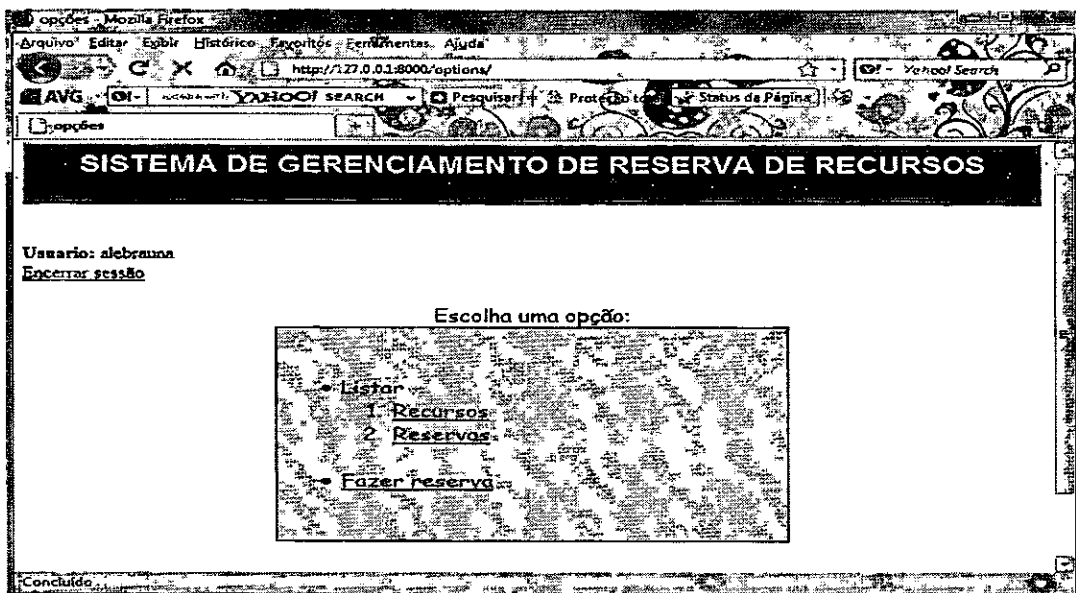 opções - Mozilla Firefox
Arquivo Editar Exibir Histórico Favoritos Ferramentas Ajuda
http://127.0.0.1:8000/options/
Yahoo! Search
AVG YAHOO! SEARCH Pesquisar Status da Página
opções
SISTEMA DE GERENCIAMENTO DE RESERVA DE RECURSOS
Usuario: alebrauna
Encerrar sessão
Escolha uma opção:
• Listar
1. Recursos
2. Reservas
• Fazer reserva
Concluído